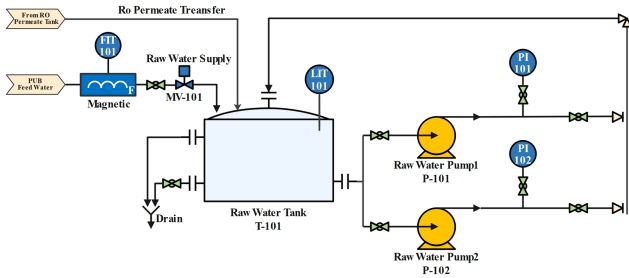 From RO
Permeate Tank
Ro Permeate Treansfer
FIT
101
Raw Water Supply
LIT
101
PI
101
PUB
Feed Water
F
Magnetic
MV-101
Raw Water Pump1
P-101
PI
102
Drain
Raw Water Tank
T-101
Raw Water Pump2
P-102